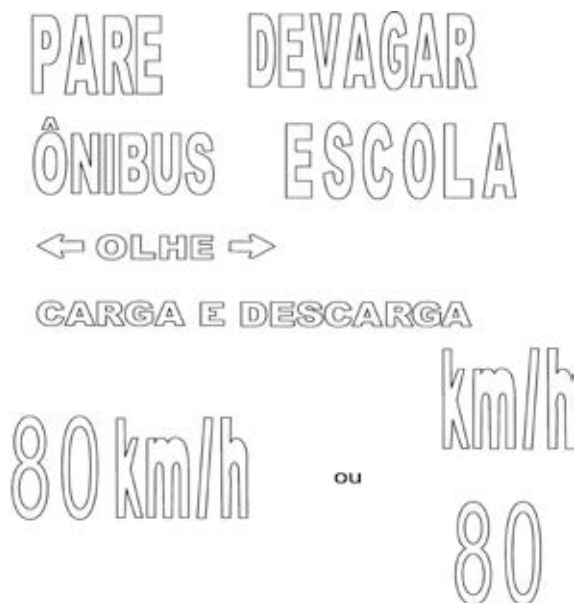 PARE DEVAGAR
ÔNIBUS ESCOLA
← OLHE →
CARGA E DESCARGA
80 km/h ou km/h
80